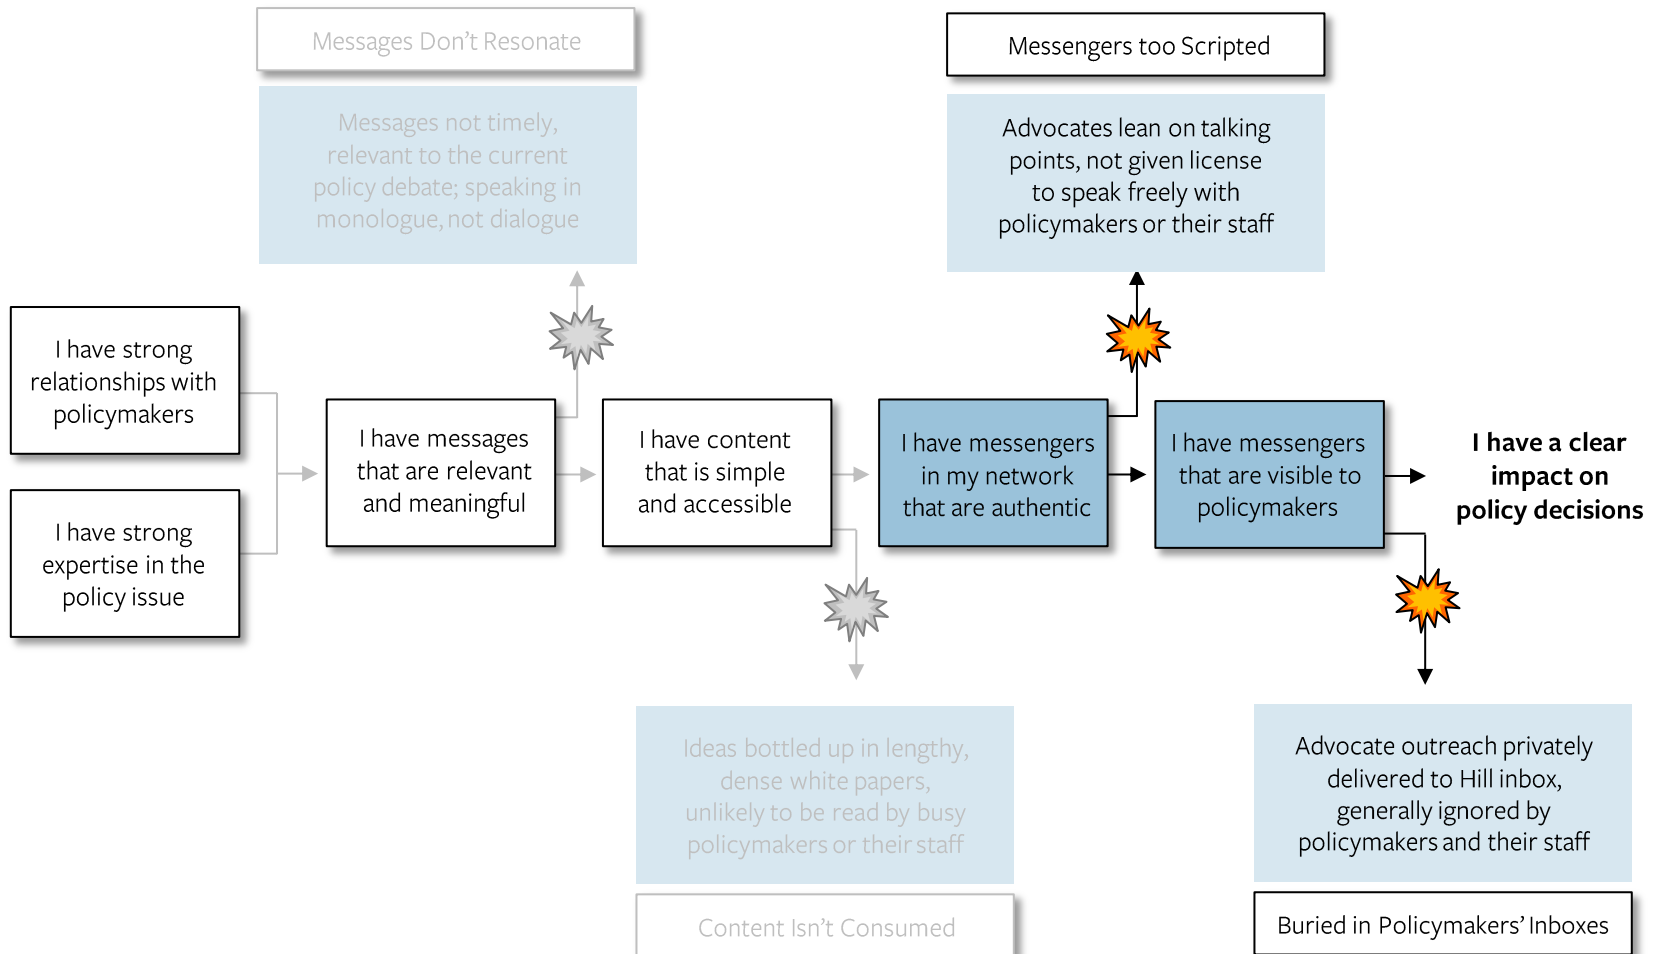 Messages Don't Resonate
Messages not timely,
relevant to the current
policy debate; speaking in
monologue, not dialogue
Messengers too Scripted
Advocates lean on talking
points, not given license
to speak freely with
policymakers or their staff
I have strong
relationships with
policymakers
I have strong
expertise in the
policy issue
I have messages
that are relevant
and meaningful
I have content
that is simple
and accessible
I have messengers
in my network
that are authentic
I have messengers
that are visible to
policymakers
I have a clear
impact on
policy decisions
Ideas bottled up in lengthy,
dense white papers,
unlikely to be read by busy
policymakers or their staff
Content Isn't Consumed
Advocate outreach privately
delivered to Hill inbox,
generally ignored by
policymakers and their staff
Buried in Policymakers' Inboxes